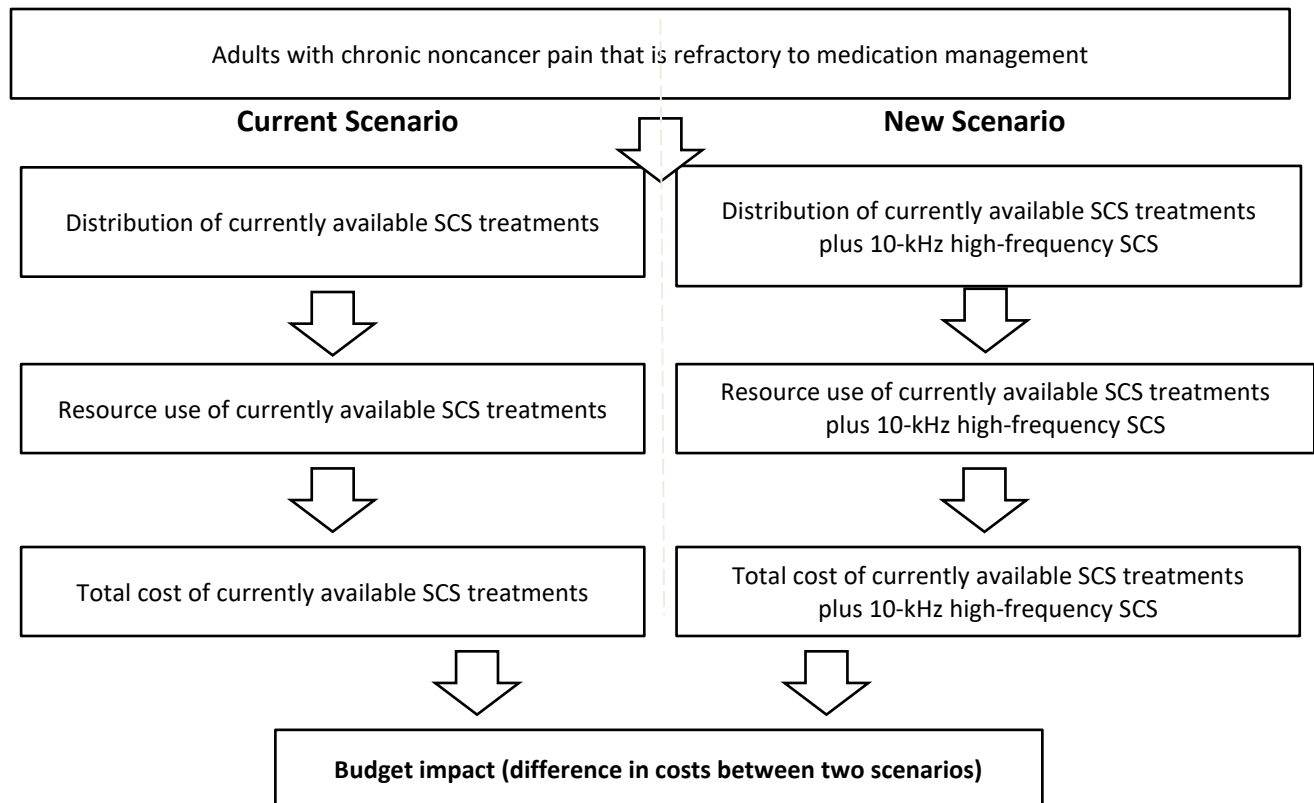 Adults with chronic noncancer pain that is refractory to medication management
Current Scenario
New Scenario
Distribution of currently available SCS treatments
Distribution of currently available SCS treatments
plus 10-kHz high-frequency SCS
Resource use of currently available SCS treatments
Resource use of currently available SCS treatments
plus 10-kHz high-frequency SCS
Total cost of currently available SCS treatments
Total cost of currently available SCS treatments
plus 10-kHz high-frequency SCS
Budget impact (difference in costs between two scenarios)